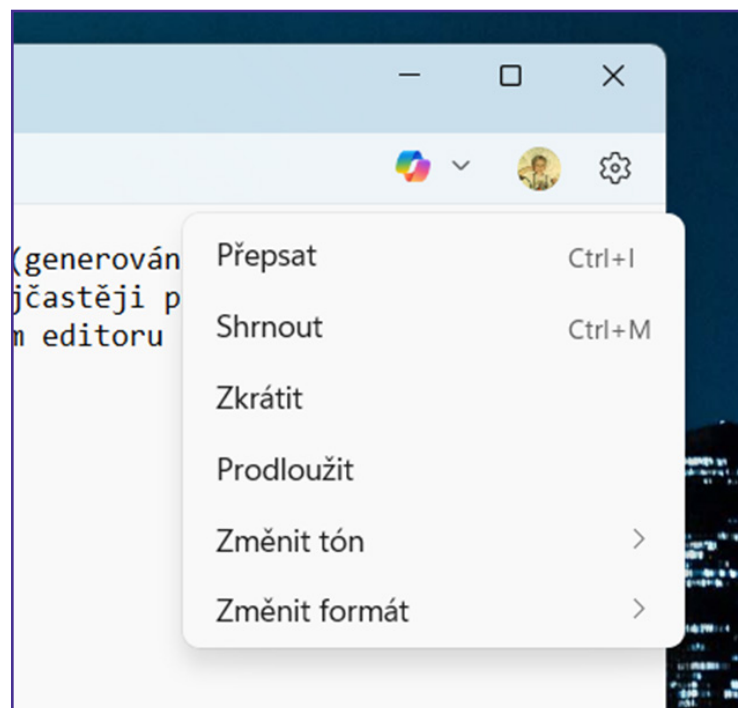 (generován
jčastěji p
m editoru
Přepsat Ctrl+I
Shrnout Ctrl+M
Zkrátit
Prodloužit
Změnit tón
Změnit formát